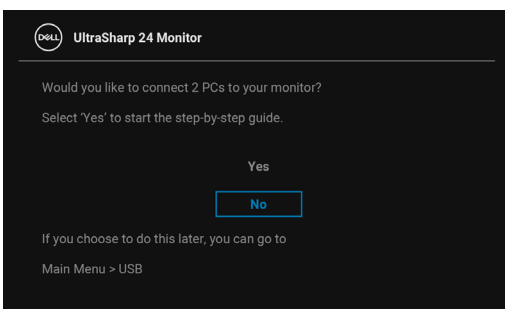 DELL
UltraSharp 24 Monitor
Would you like to connect 2 PCs to your monitor?
Select ‘Yes’ to start the step-by-step guide.
Yes
No
If you choose to do this later, you can go to
Main Menu > USB